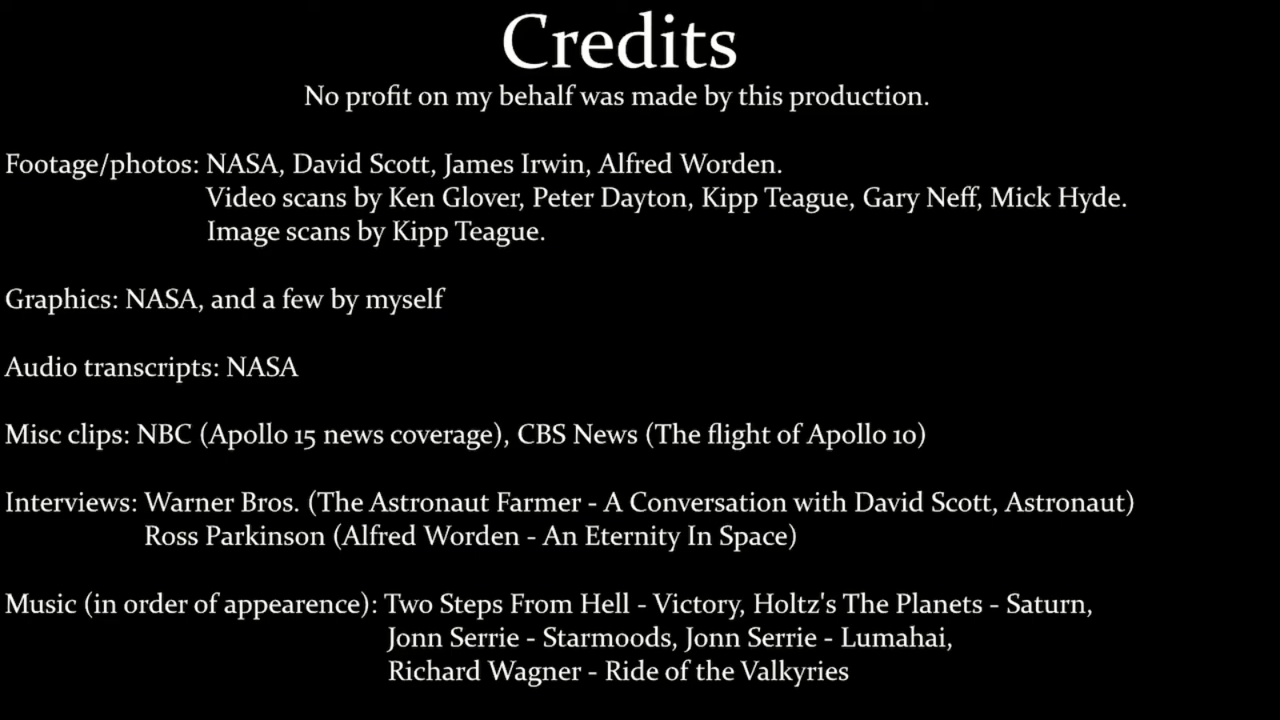 Credits
No profit on my behalf was made by this production.
Footage/photos: NASA, David Scott, James Irwin, Alfred Worden.
Video scans by Ken Glover, Peter Dayton, Kipp Teague, Gary Neff, Mick Hyde.
Image scans by Kipp Teague.
Graphics: NASA, and a few by myself
Audio transcripts: NASA
Misc clips: NBC (Apollo 15 news coverage), CBS News (The flight of Apollo 10)
Interviews: Warner Bros. (The Astronaut Farmer - A Conversation with David Scott, Astronaut)
Ross Parkinson (Alfred Worden - An Eternity In Space)
Music (in order of appearence): Two Steps From Hell - Victory, Holtz's The Planets - Saturn,
Jonn Serrie - Starmoods, Jonn Serrie - Lumahai,
Richard Wagner - Ride of the Valkyries